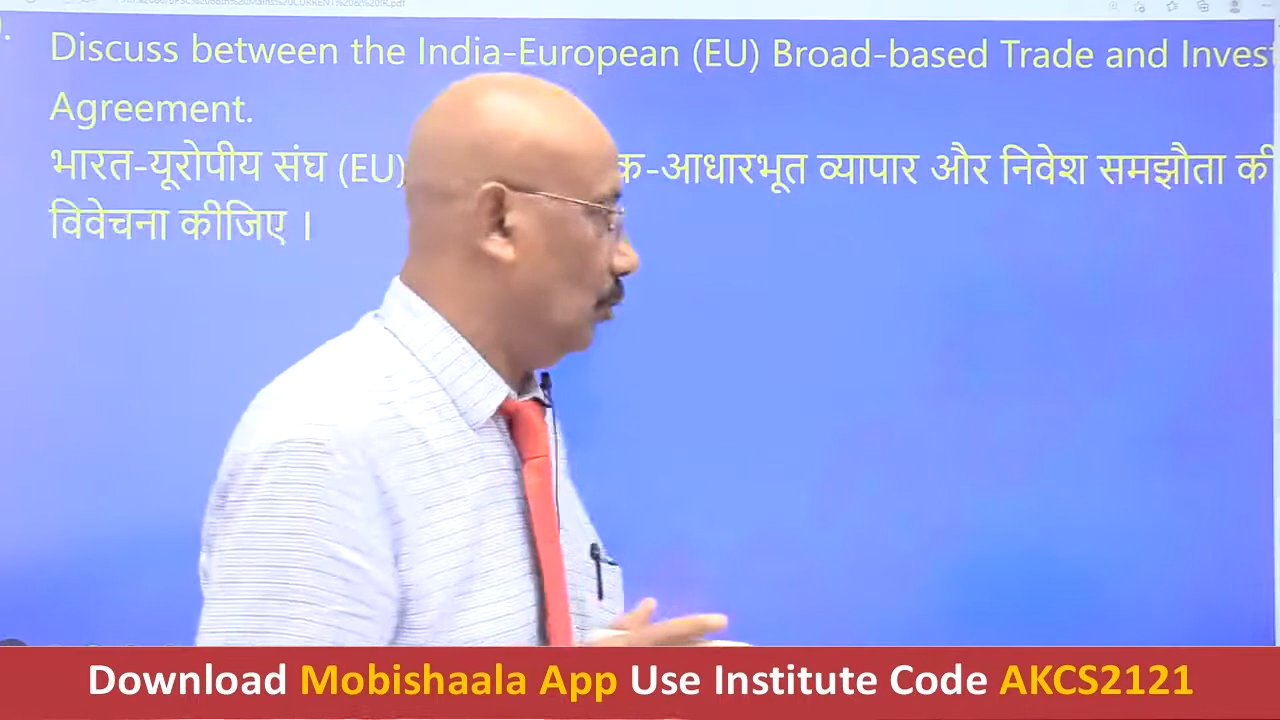 Discuss between the India-European (EU) Broad-based Trade and Invest
Agreement.
भारत-यूरोपीय संघ (EU) क-आधारभूत व्यापार और निवेश समझौता की
विवेचना कीजिए ।
Download Mobishaala App Use Institute Code AKCS2121